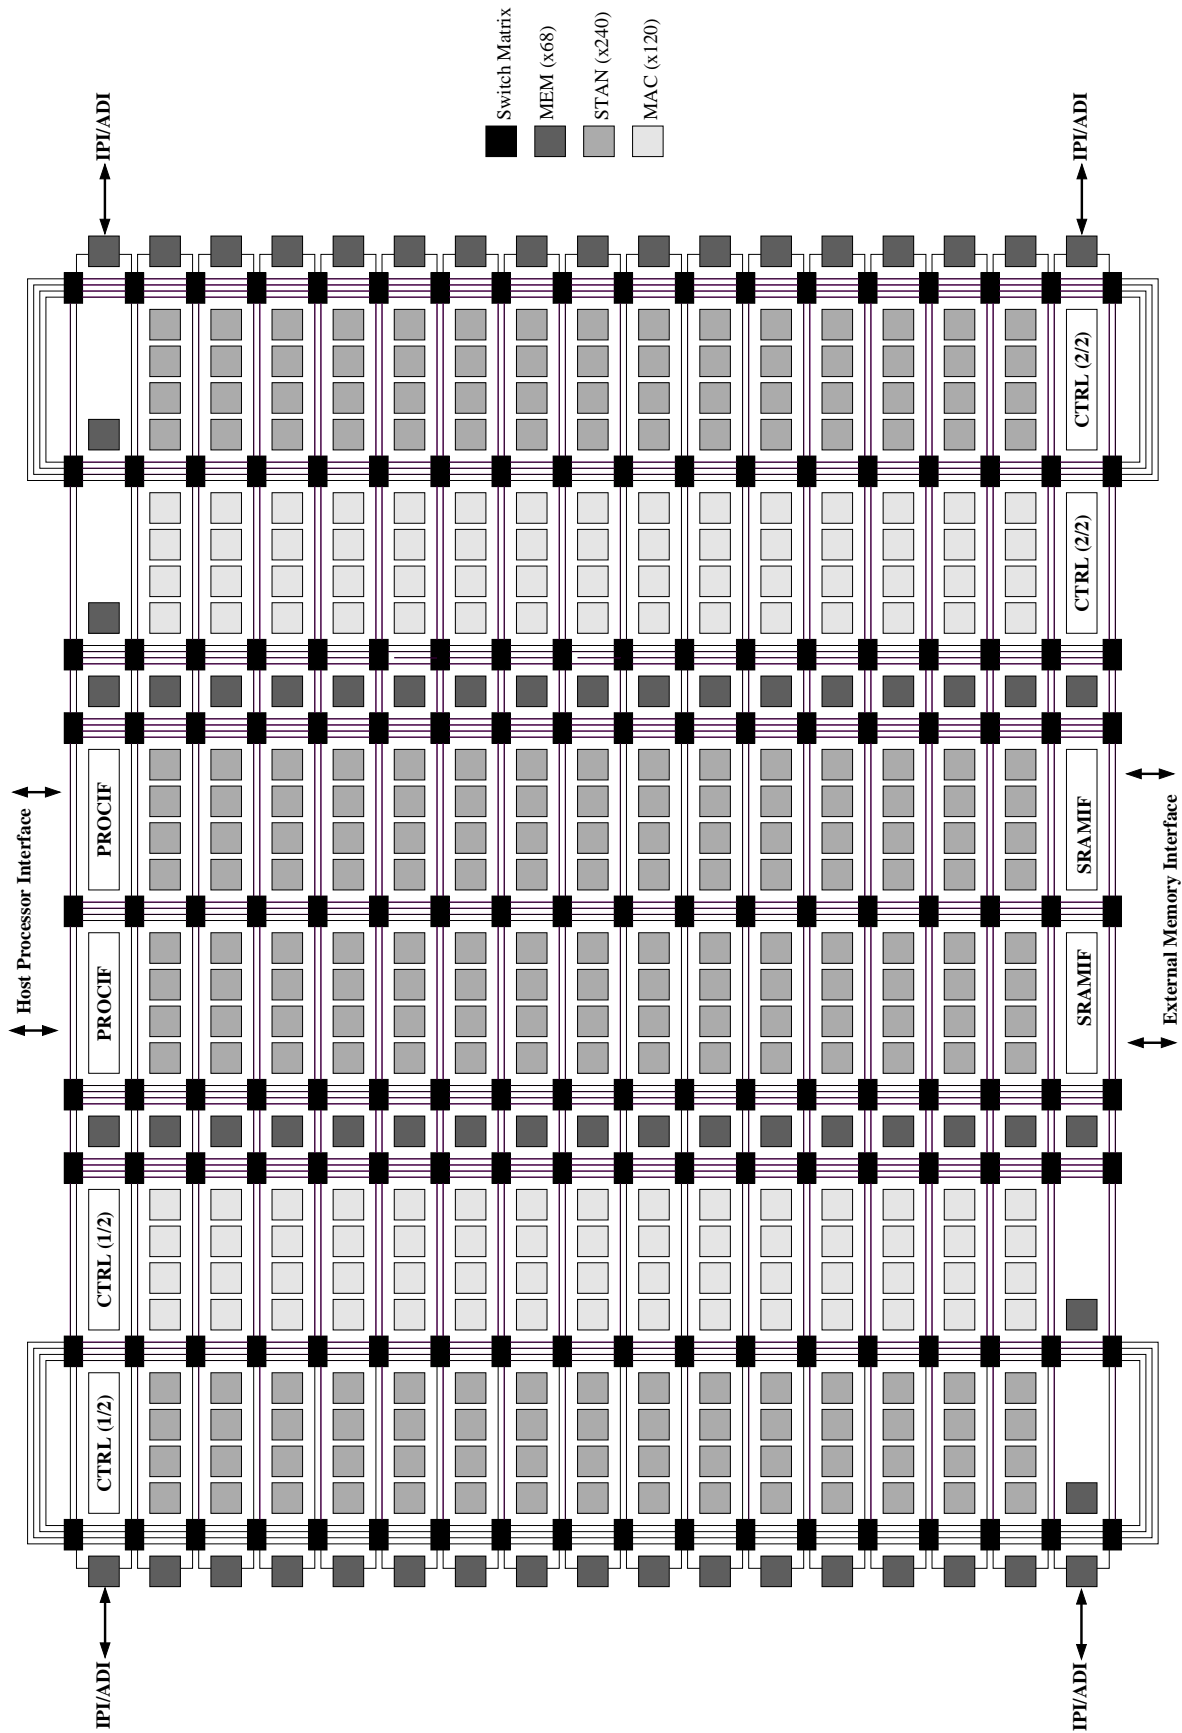 IPI/ADI
IPI/ADI
Host Processor Interface
CTRL (1/2)
CTRL (1/2)
PROCIF
PROCIF
SRAMIF
SRAMIF
CTRL (2/2)
CTRL (2/2)
External Memory Interface
IPI/ADI
IPI/ADI
Switch Matrix
MEM (x68)
STAN (x240)
MAC (x120)